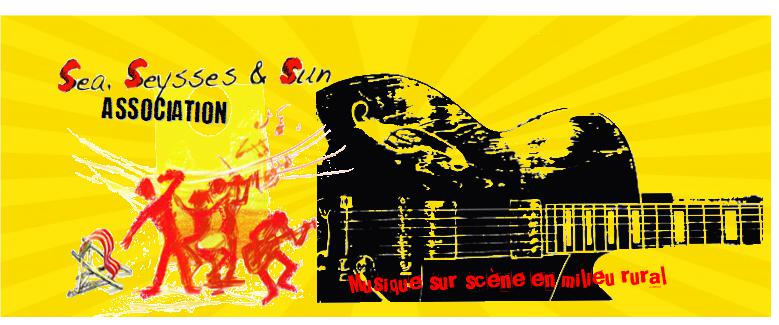 Sea, Seysses & Sun
ASSOCIATION
Musique sur scène en milieu rural